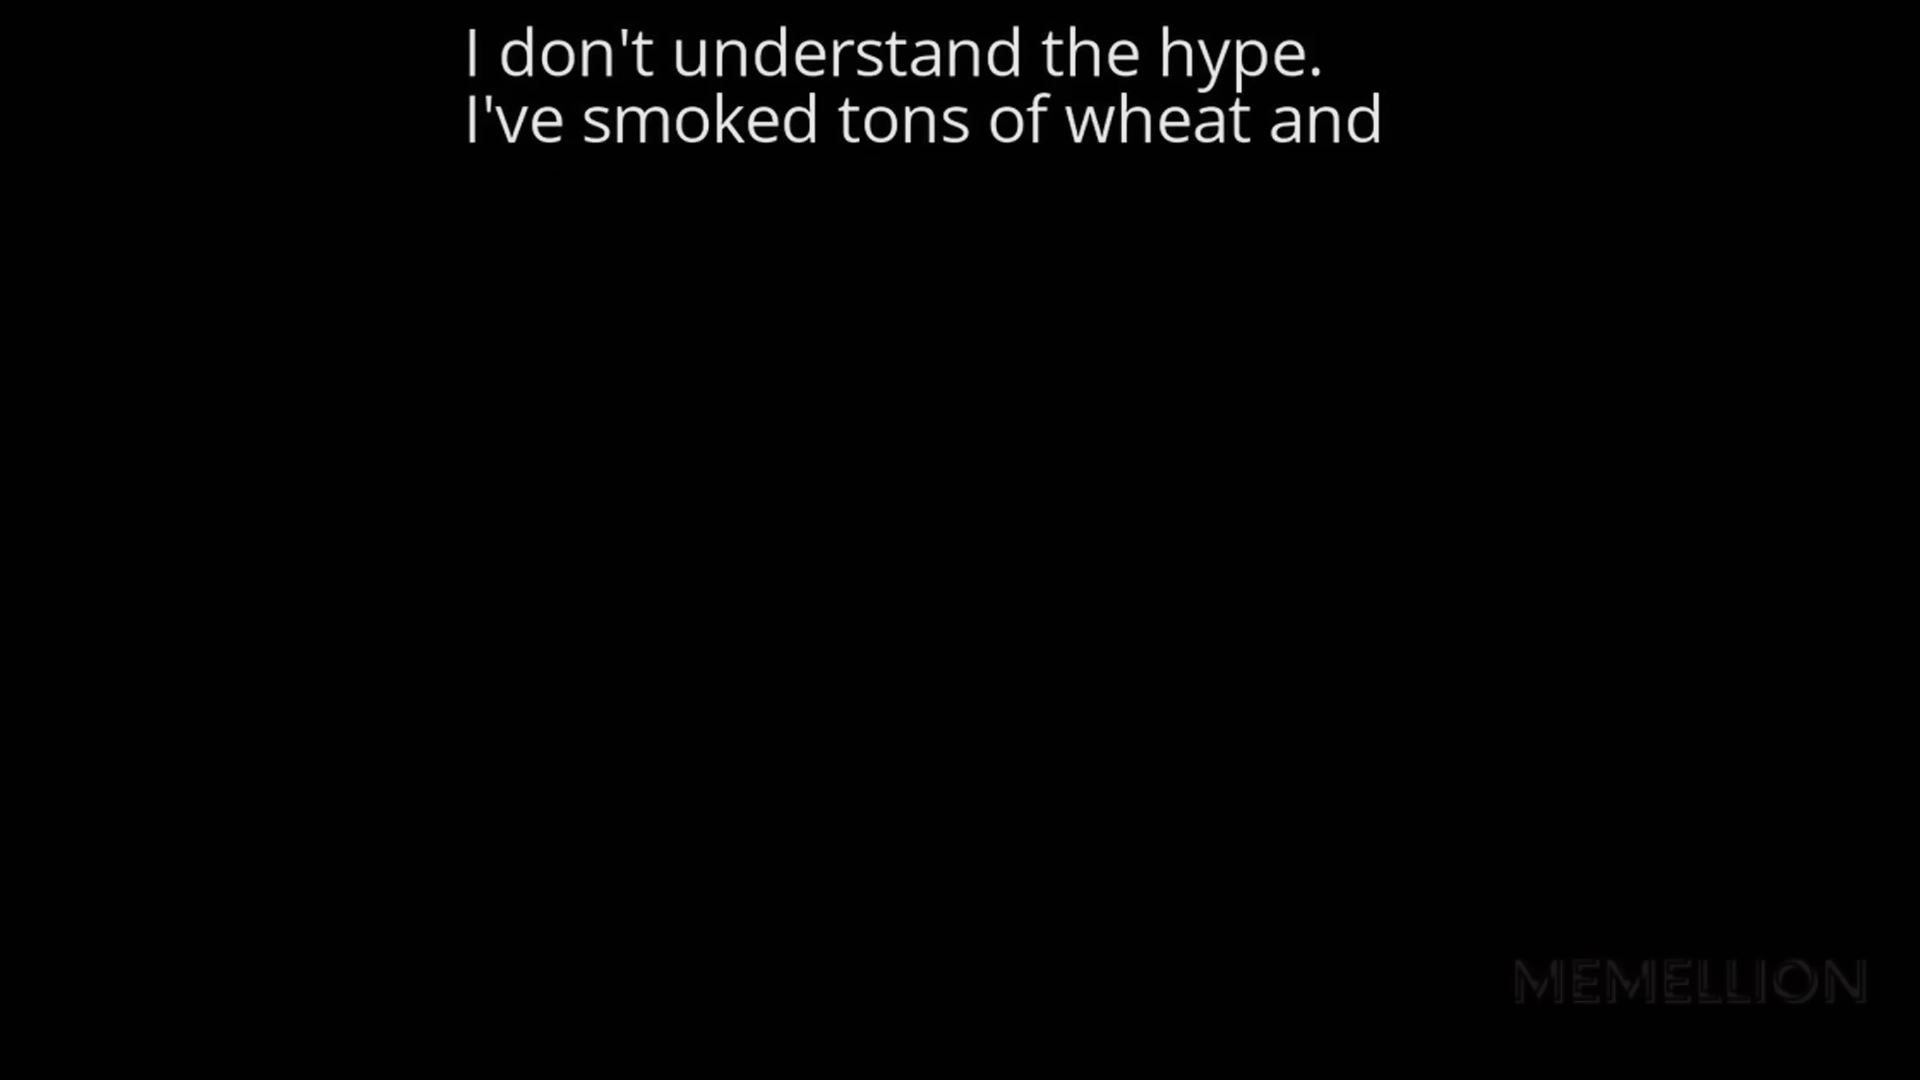 I don't understand the hype.
I've smoked tons of wheat and
MEMELLION